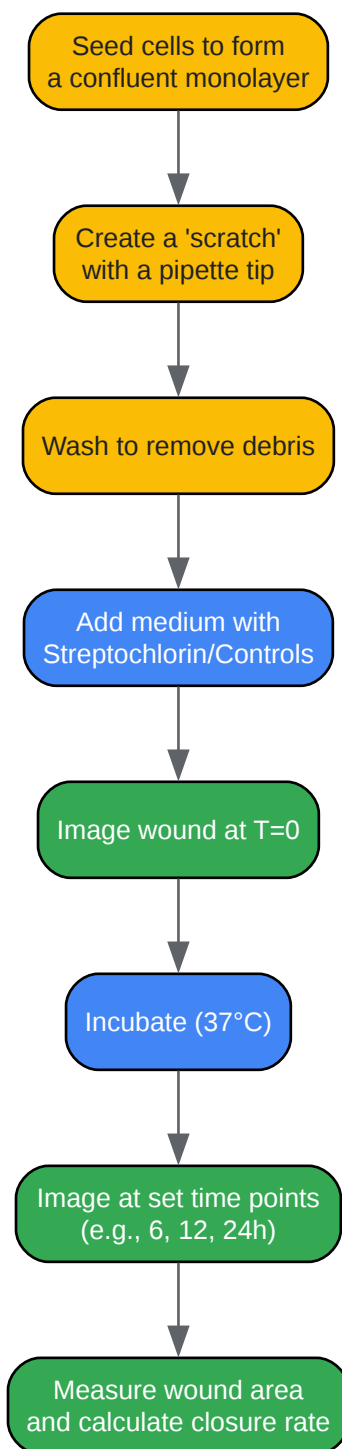 Seed cells to form
a confluent monolayer
Create a 'scratch'
with a pipette tip
Wash to remove debris
Add medium with
Streptochlorin/Controls
Image wound at T=0
Incubate (37°C)
Image at set time points
(e.g., 6, 12, 24h)
Measure wound area
and calculate closure rate